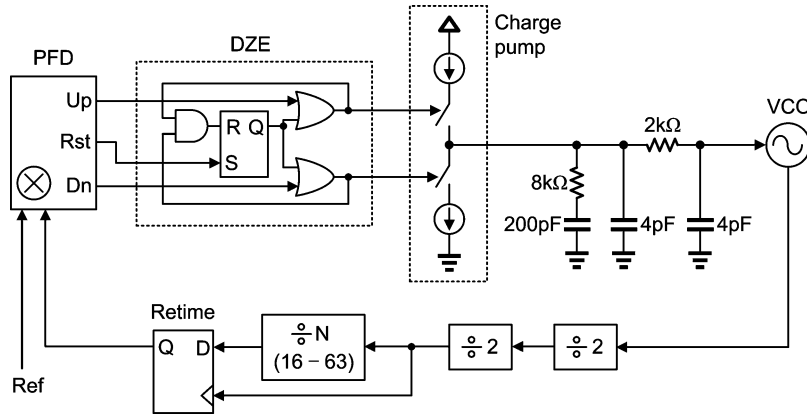 Charge
pump
DZE
PFD
Up
Rst
Dn
R Q
S
VCO
2kΩ
8kΩ
200pF
4pF
4pF
Retime
Q D
÷ N
(16 – 63)
÷ 2
÷ 2
Ref